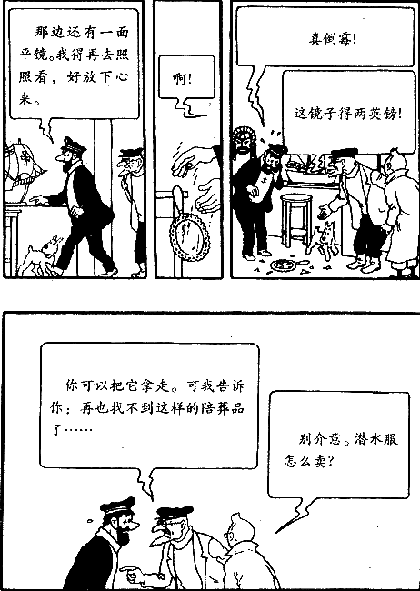 那边还有一面
平镜。我得再去照
照看，好放下心
来。
啊！
真倒霉！
这镜子得两英镑！
你可以把它拿走。可我告诉
你：再也找不到这样的陪葬品
了……
别介意。潜水服
怎么卖？